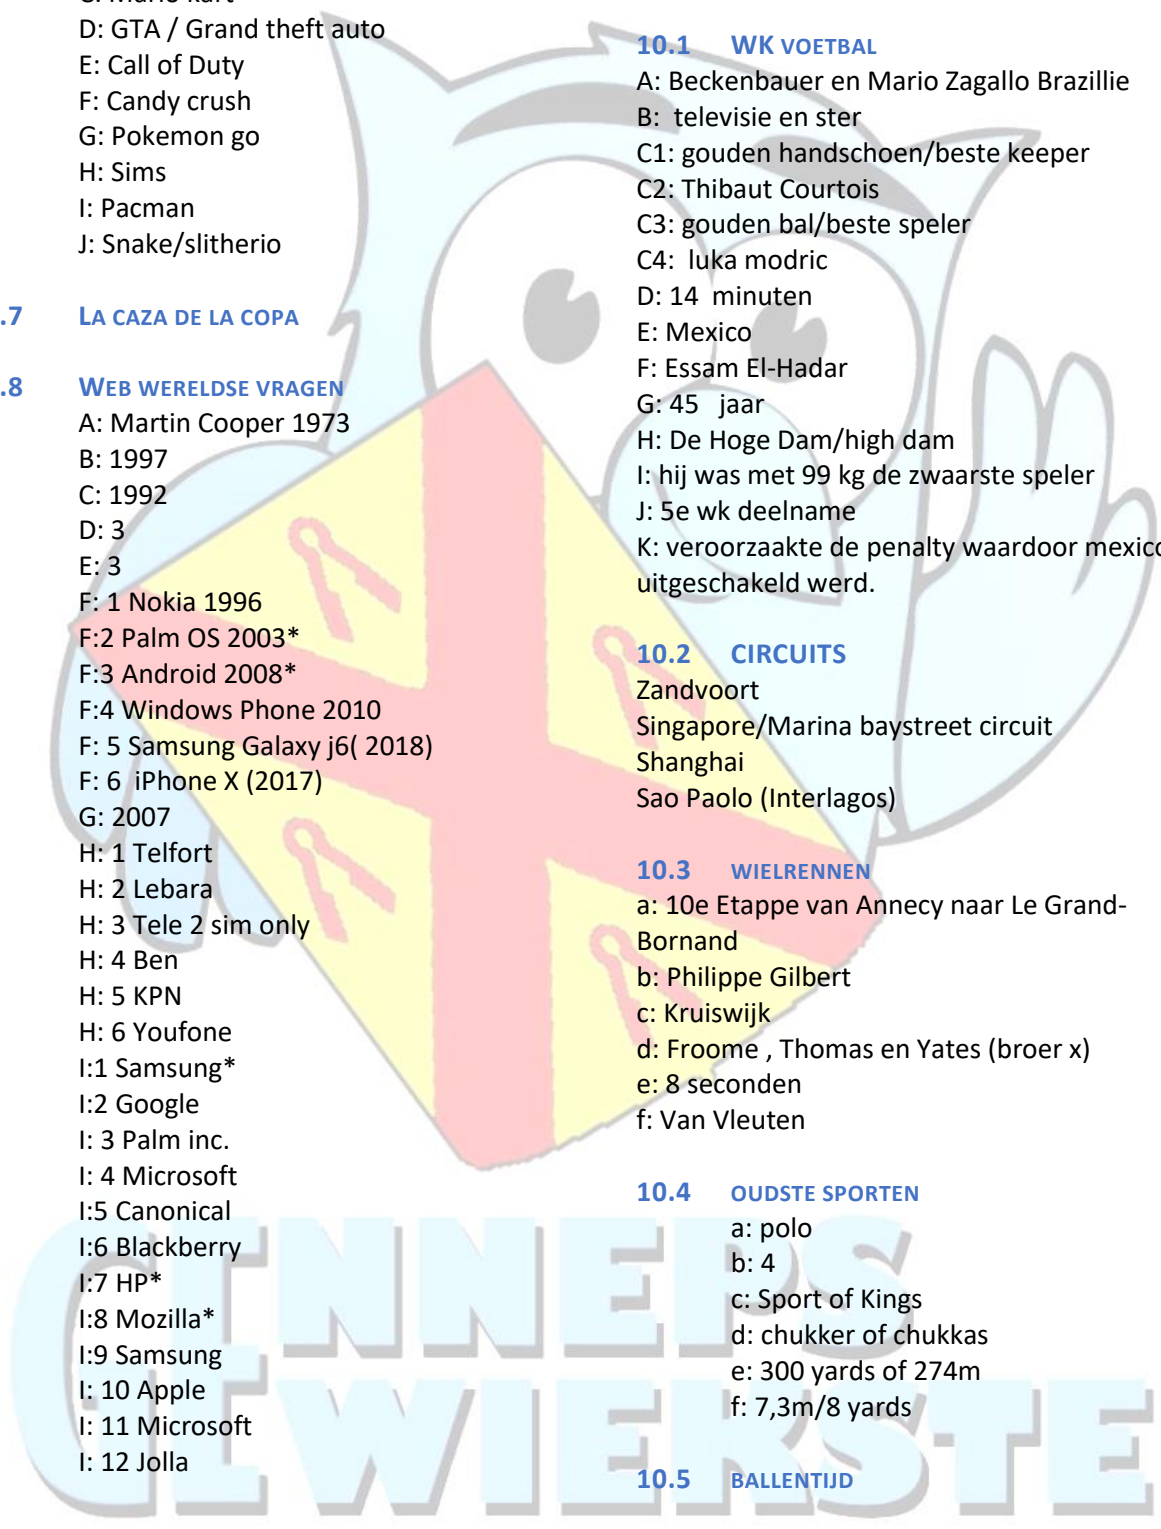 D: GTA / Grand theft auto
E: Call of Duty
F: Candy crush
G: Pokemon go
H: Sims
I: Pacman
J: Snake/slitherio
.7 LA CAZA DE LA COPA
.8 WEB WERELDSE VRAGEN
A: Martin Cooper 1973
B: 1997
C: 1992
D: 3
E: 3
F: 1 Nokia 1996
F:2 Palm OS 2003*
F:3 Android 2008*
F:4 Windows Phone 2010
F: 5 Samsung Galaxy j6( 2018)
F: 6 iPhone X (2017)
G: 2007
H: 1 Telfort
H: 2 Lebara
H: 3 Tele 2 sim only
H: 4 Ben
H: 5 KPN
H: 6 Youfone
I:1 Samsung*
I:2 Google
I: 3 Palm inc.
I: 4 Microsoft
I:5 Canonical
I:6 Blackberry
I:7 HP*
I:8 Mozilla*
I:9 Samsung
I: 10 Apple
I: 11 Microsoft
I: 12 Jolla
10.1 WK VOETBAL
A: Beckenbauer en Mario Zagallo Brazillie
B: televisie en ster
C1: gouden handschoen/beste keeper
C2: Thibaut Courtois
C3: gouden bal/beste speler
C4: luka modric
D: 14 minuten
E: Mexico
F: Essam El-Hadar
G: 45 jaar
H: De Hoge Dam/high dam
I: hij was met 99 kg de zwaarste speler
J: 5e wk deelname
K: veroorzaakte de penalty waardoor mexico
uitgeschakeld werd.
10.2 CIRCUITS
Zandvoort
Singapore/Marina baystreet circuit
Shanghai
Sao Paolo (Interlagos)
10.3 WIELRENNEN
a: 10e Etappe van Annecy naar Le Grand-
Bornand
b: Philippe Gilbert
c: Kruiswijk
d: Froome , Thomas en Yates (broer x)
e: 8 seconden
f: Van Vleuten
10.4 OUDSTE SPORTEN
a: polo
b: 4
c: Sport of Kings
d: chukker of chukkas
e: 300 yards of 274m
f: 7,3m/8 yards
10.5 BALLENTIJD
GENNEPS
GEWIERSTE